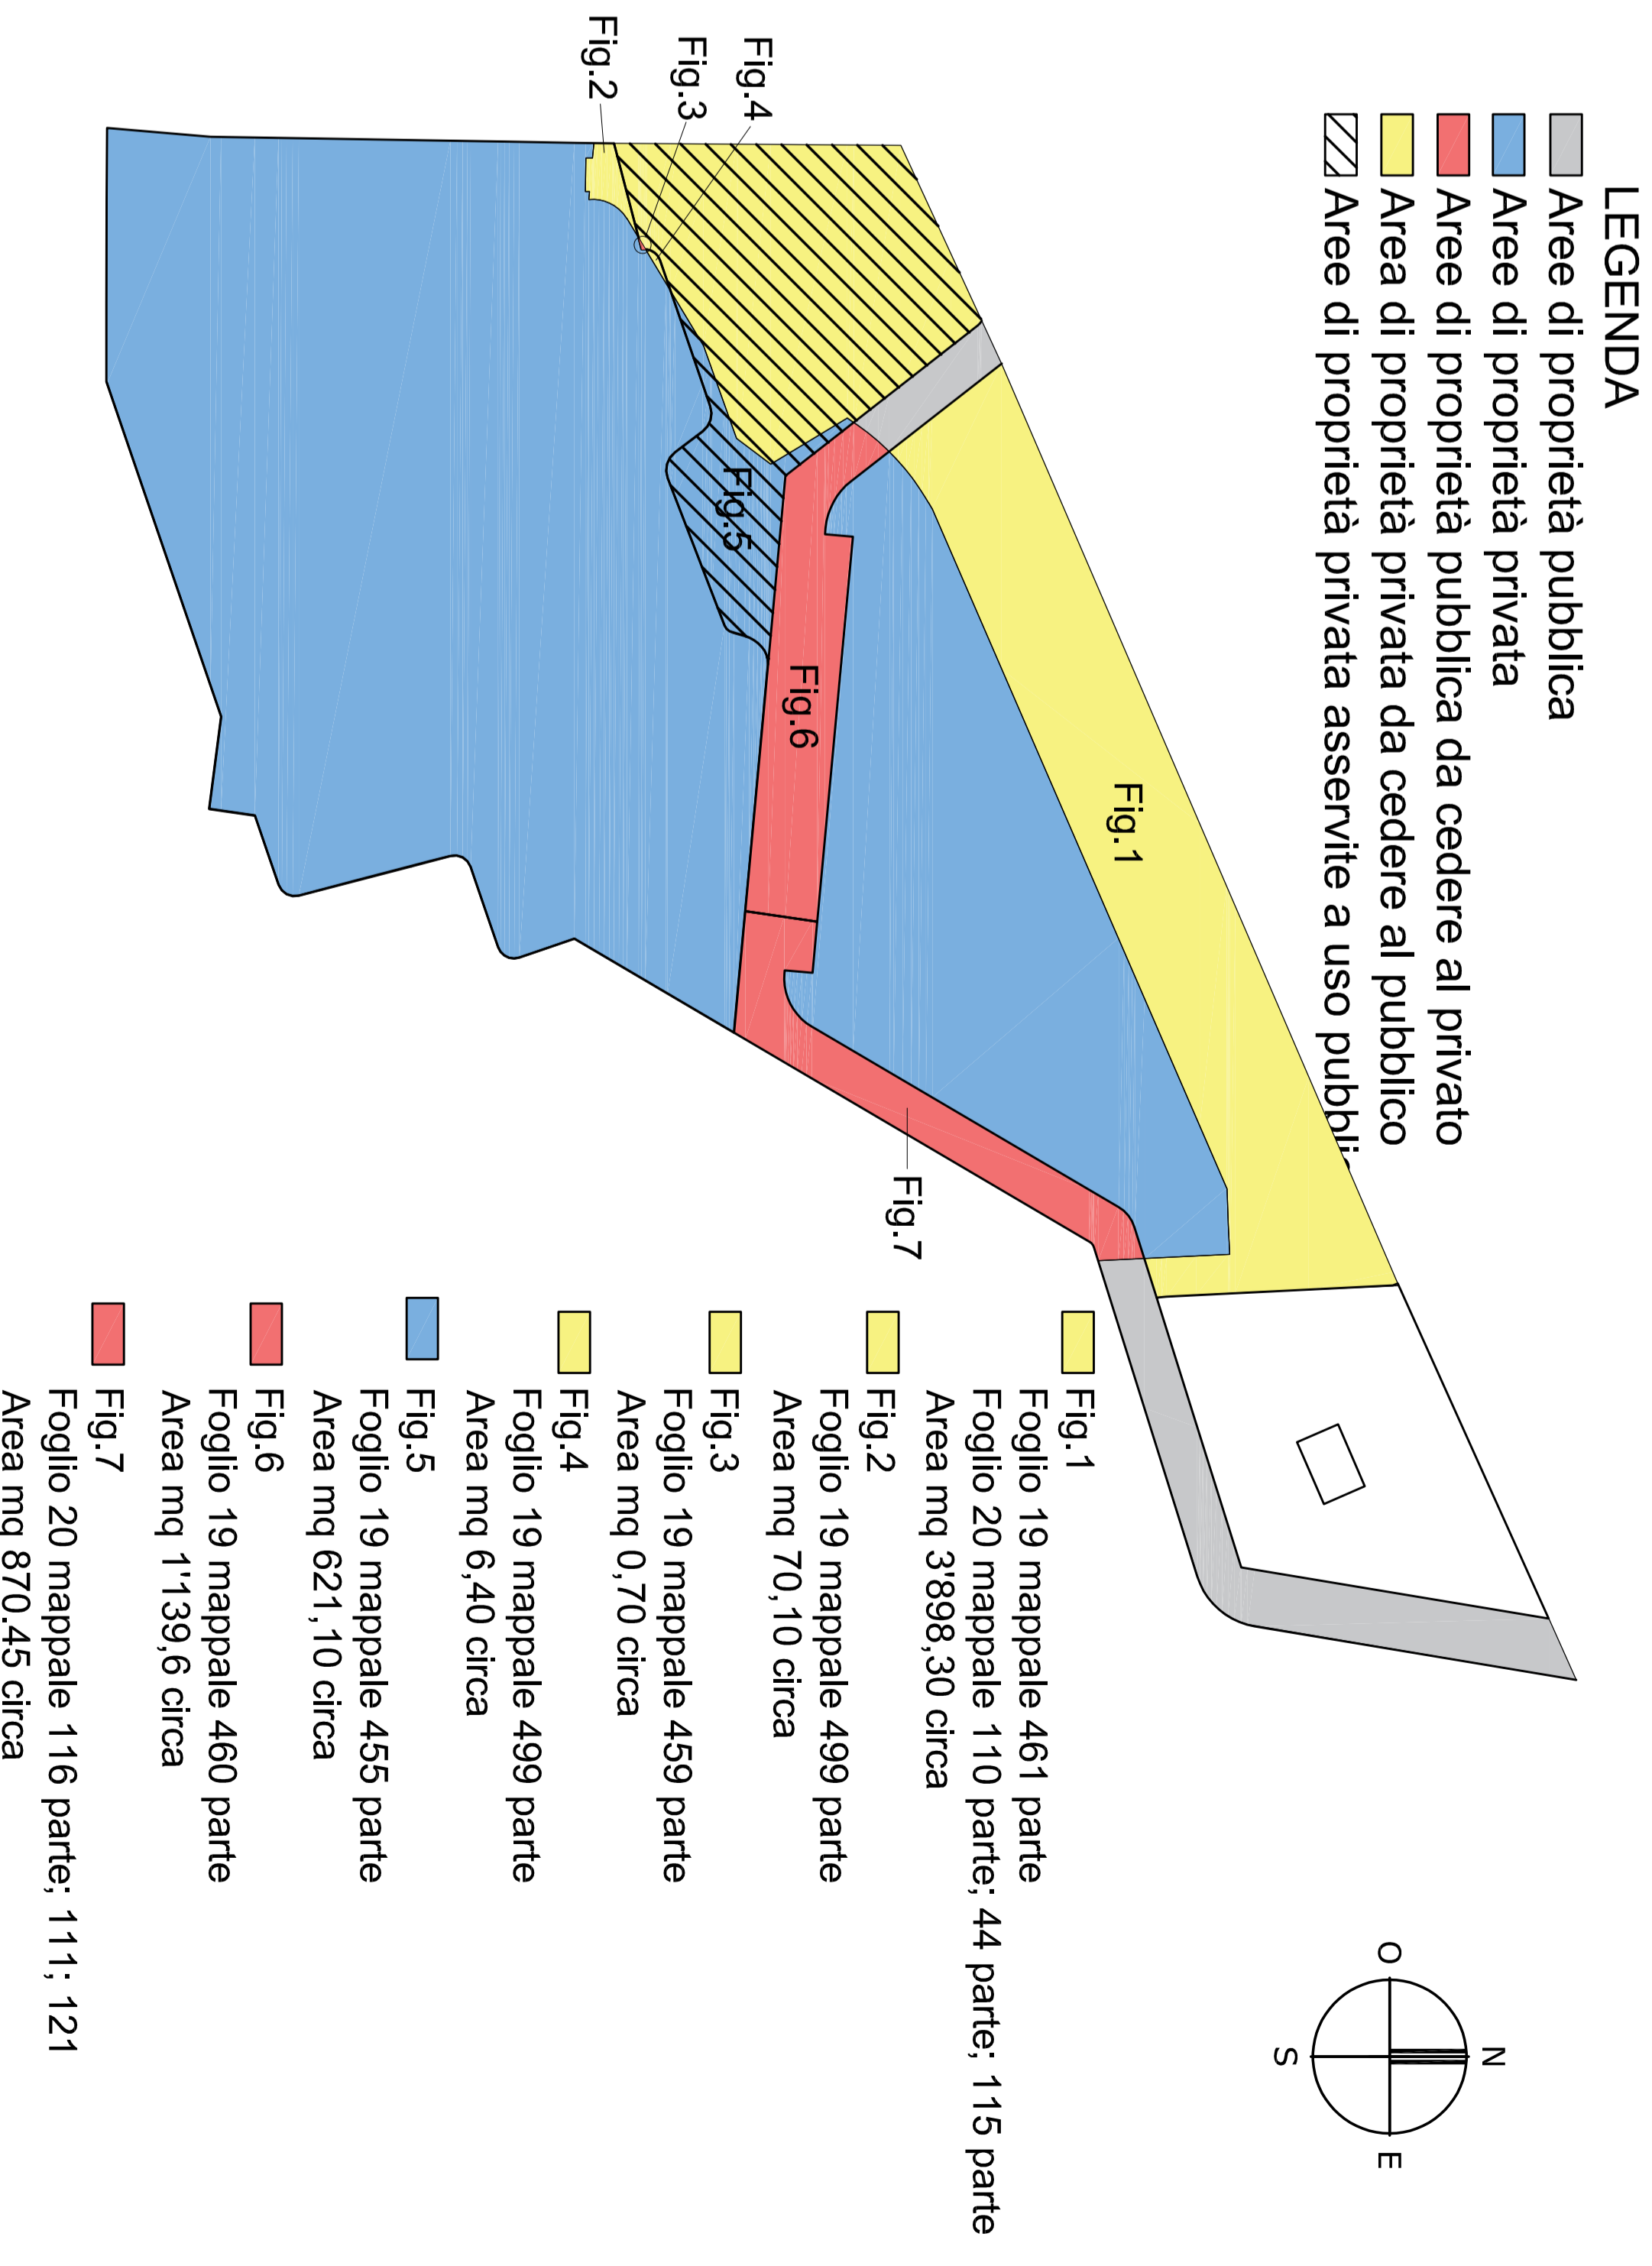 LEGENDA
Aree di proprietà pubblica
Aree di proprietà privata
Aree di proprietà pubblica da cedere al privato
Area di proprietà privata da cedere al pubblico
Aree di proprietà privata asservite a uso
Fig.4
Fig.3
Fig.2
Fig.5
Fig.6
Fig.1
Fig.7
Fig.1
Foglio 19 mappale 461 parte
Foglio 20 mappale 110 parte; 44 parte; 115 parte
Area mq 3'898,30 circa
Fig.2
Foglio 19 mappale 499 parte
Area mq 70,10 circa
Fig.3
Foglio 19 mappale 459 parte
Area mq 0,70 circa
Fig.4
Foglio 19 mappale 499 parte
Area mq 6,40 circa
Fig.5
Foglio 19 mappale 455 parte
Area mq 621,10 circa
Fig.6
Foglio 19 mappale 460 parte
Area mq 1'139,6 circa
Fig.7
Foglio 20 mappale 116 parte; 111; 121
Area mq 870.45 circa
N
O
E
S